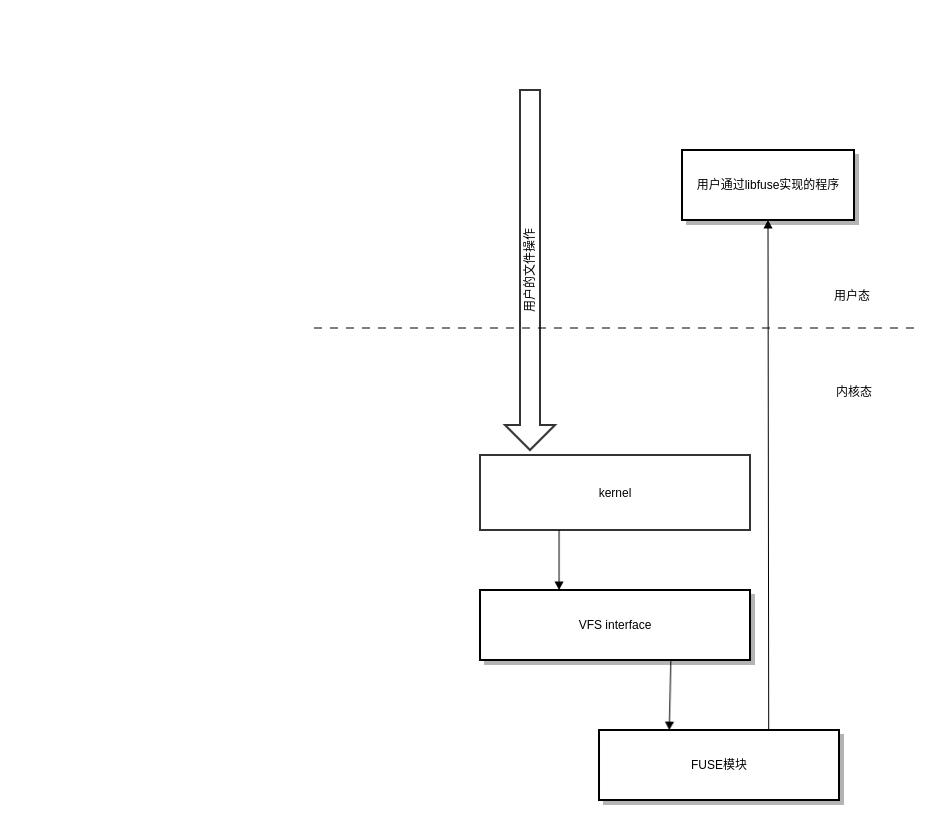 用户通过libfuse实现的程序
用户的文件操作
用户态
内核态
kernel
VFS interface
FUSE模块